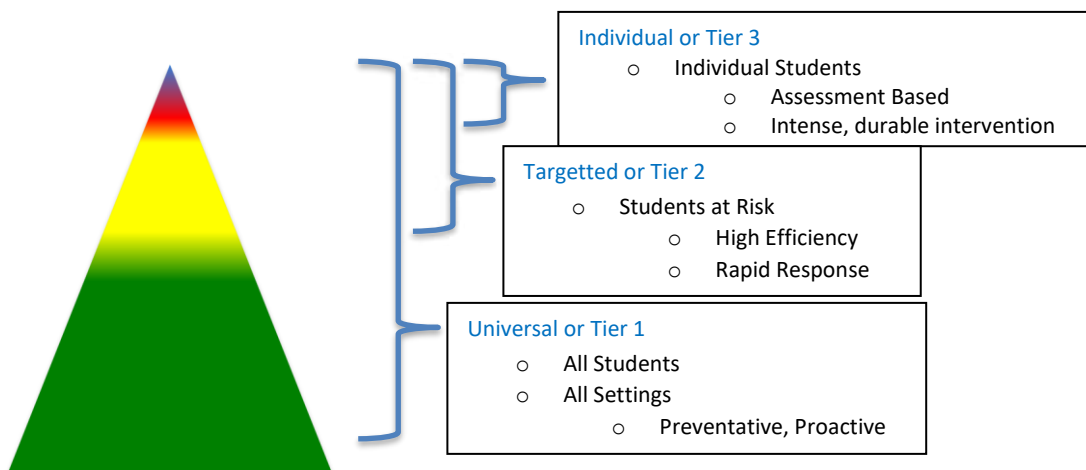 Individual or Tier 3
o Individual Students
o Assessment Based
o Intense, durable intervention
Targetted or Tier 2
o Students at Risk
o High Efficiency
o Rapid Response
Universal or Tier 1
o All Students
o All Settings
o Preventative, Proactive